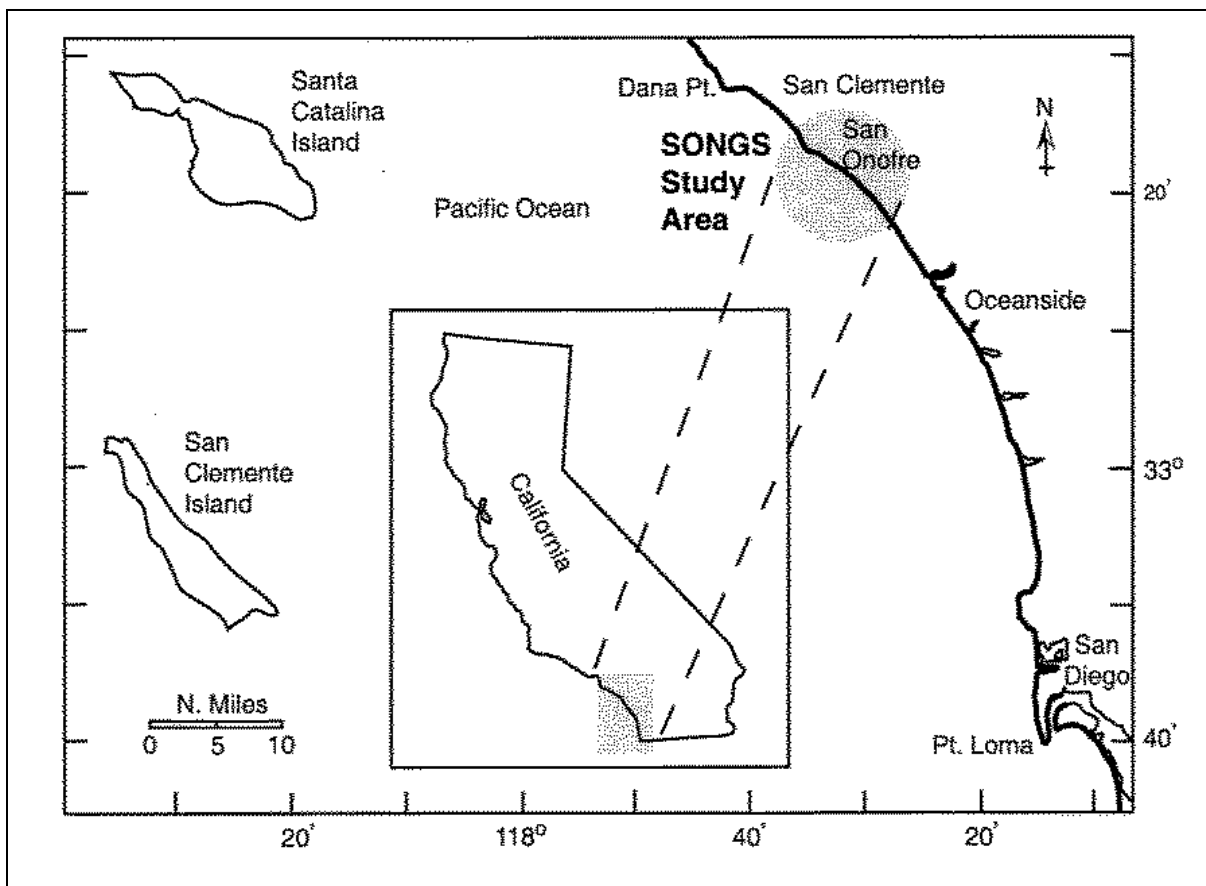 Santa
Catalina
Island
Dana Pt.
San Clemente
San
Onofre
N
SONGS
Study
Area
Pacific Ocean
20'
Oceanside
San
Clemente
Island
California
33°
San
Diego
N. Miles
0 5 10
Pt. Loma
40'
20' 118° 40' 20'